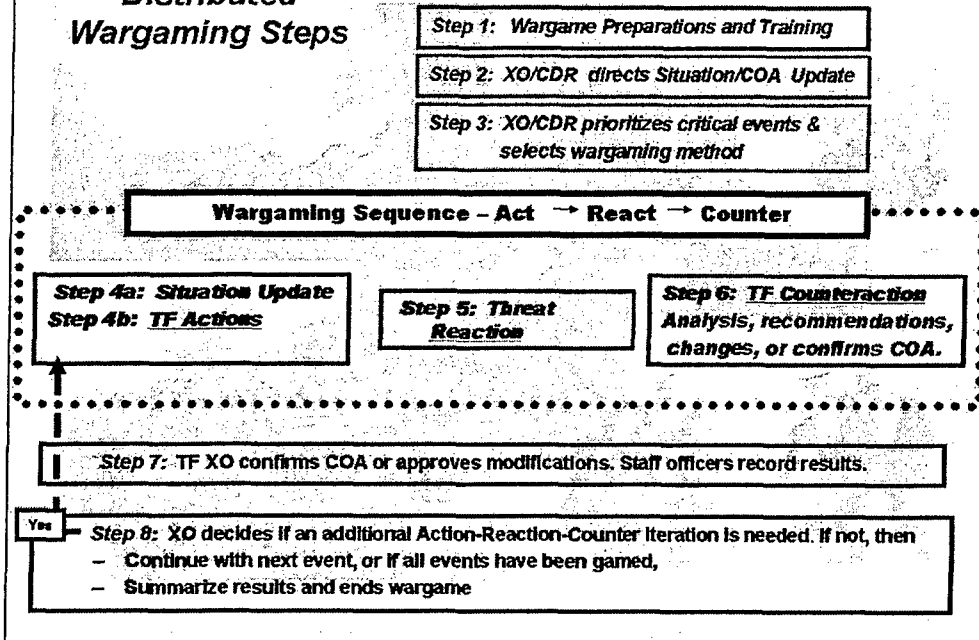 Distributed
Wargaming Steps
Step 1: Wargame Preparations and Training
Step 2: XO/CDR directs Situation/COA Update
Step 3: XO/CDR prioritizes critical events &
selects wargaming method
Wargaming Sequence – Act → React → Counter
Step 4a: Situation Update
Step 4b: TF Actions
Step 5: Threat
Reaction
Step 6: TF Counteraction
Analysis, recommendations,
changes, or confirms COA.
Step 7: TF XO confirms COA or approves modifications. Staff officers record results.
Yes
Step 8: XO decides if an additional Action-Reaction-Counter iteration is needed. If not, then
– Continue with next event, or if all events have been gamed,
– Summarize results and ends wargame